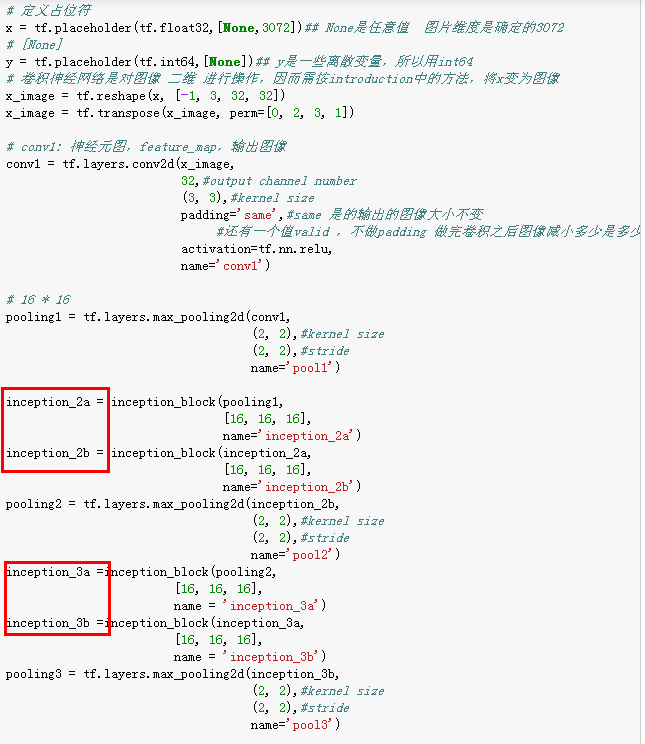 # 定义占位符
x = tf.placeholder(tf.float32,[None,3072])## None是任意值  图片维度是确定的3072
# [None]
y = tf.placeholder(tf.int64,[None])## y是一些离散变量，所以用int64
# 卷积神经网络是对图像 二维 进行操作，因而需按introduction中的方法，将x变为图像
x_image = tf.reshape(x, [-1, 3, 32, 32])
x_image = tf.transpose(x_image, perm=[0, 2, 3, 1])
# conv1: 神经元图，feature_map，输出图像
conv1 = tf.layers.conv2d(x_image,
32,#output channel number
(3, 3),#kernel size
padding='same',#same 是的输出的图像大小不变
#还有一个值valid ，不做padding 做完卷积之后图像减小多少是多少
activation=tf.nn.relu,
name='conv1')
# 16 * 16
pooling1 = tf.layers.max_pooling2d(conv1,
(2, 2),#kernel size
(2, 2),#stride
name='pool1')
inception_2a = inception_block(pooling1,
[16, 16, 16],
name='inception_2a')
inception_2b = inception_block(inception_2a,
[16, 16, 16],
name='inception_2b')
pooling2 = tf.layers.max_pooling2d(inception_2b,
(2, 2),#kernel size
(2, 2),#stride
name='pool2')
inception_3a =inception_block(pooling2,
[16, 16, 16],
name = 'inception_3a')
inception_3b =inception_block(inception_3a,
[16, 16, 16],
name = 'inception_3b')
pooling3 = tf.layers.max_pooling2d(inception_3b,
(2, 2),#kernel size
(2, 2),#stride
name='pool3')